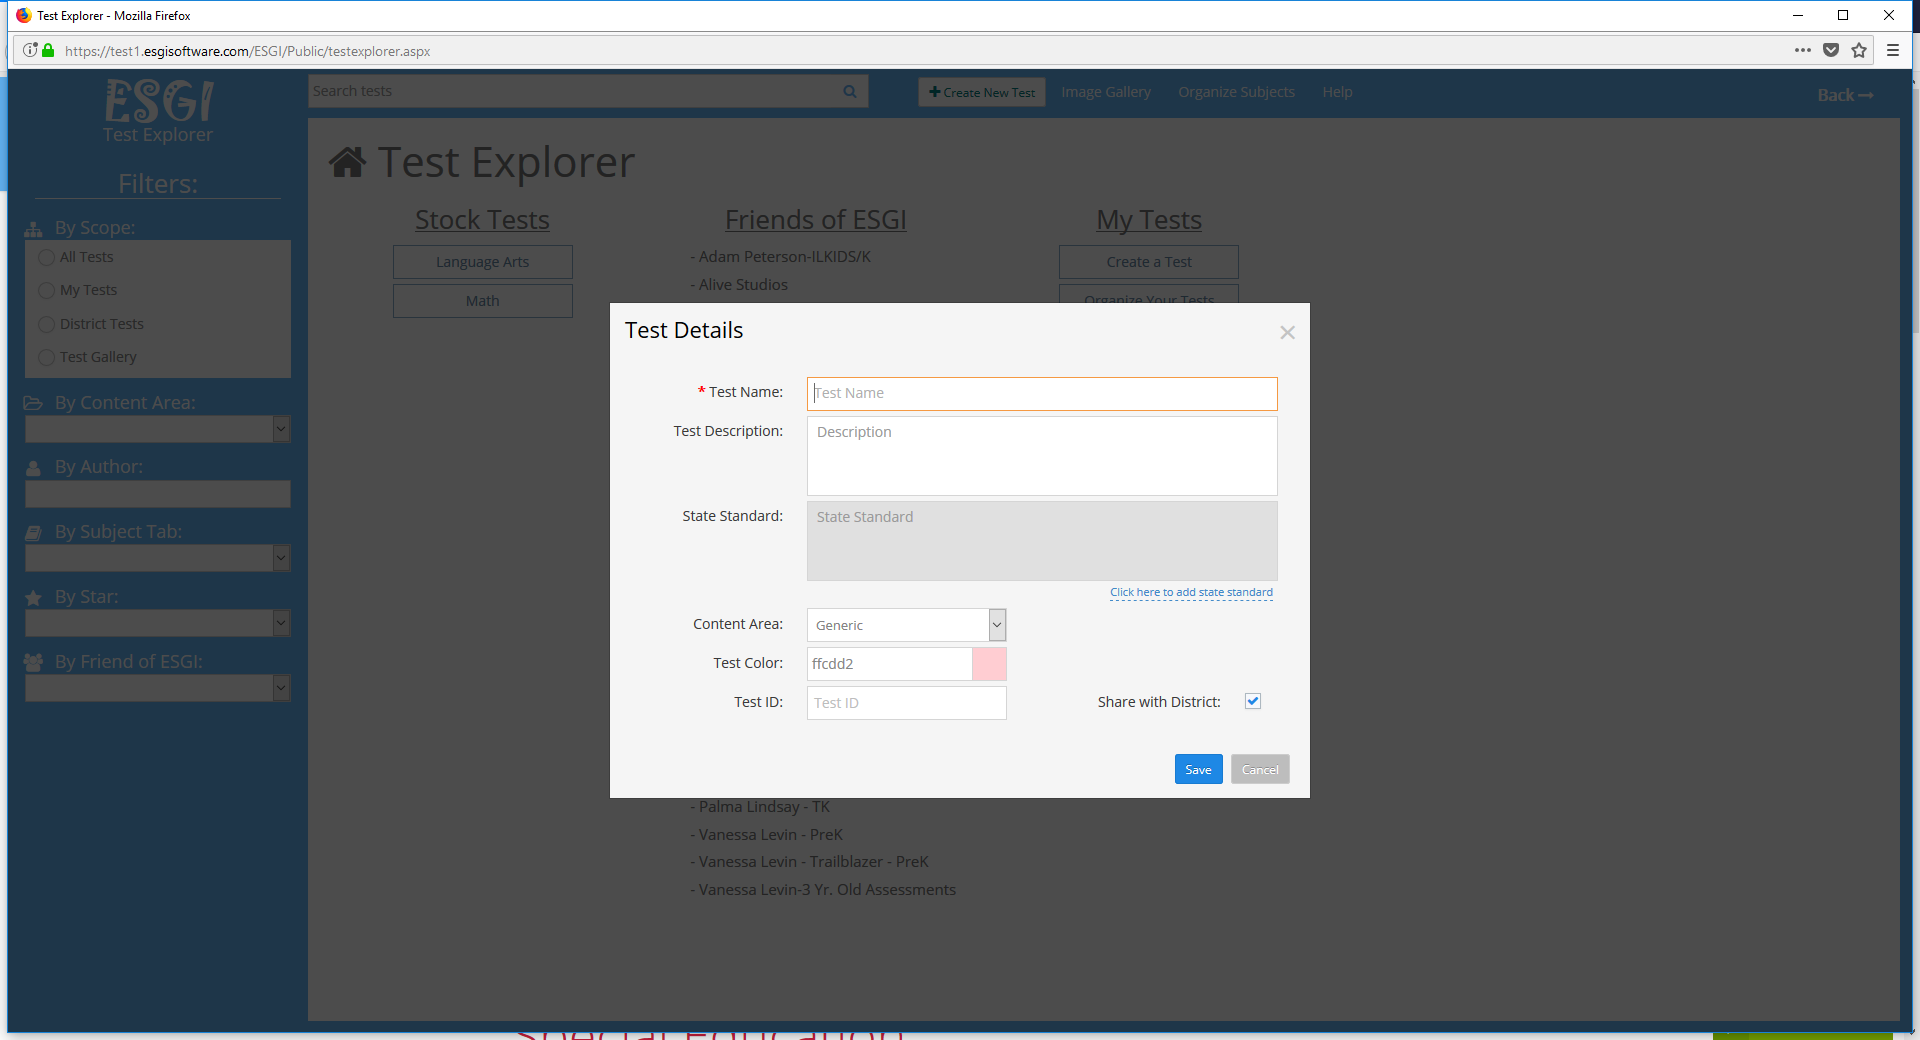 Test Explorer - Mozilla Firefox
https://test1.esgisoftware.com/ESGI/Public/testexplorer.aspx
ESGI
Test Explorer
Search tests
Create New Test
Image Gallery
Organize Subjects
Help
Back
Filters:
By Scope:
All Tests
My Tests
District Tests
Test Gallery
By Content Area:
By Author:
By Subject Tab:
By Star:
By Friend of ESGI:
Test Explorer
Stock Tests
Language Arts
Math
Friends of ESGI
- Adam Peterson-ILKIDS/K
- Alive Studios
My Tests
Create a Test
Organize Your Tests
Test Details
* Test Name:
Test Name
Test Description:
Description
State Standard:
State Standard
Click here to add state standard
Content Area:
Generic
Test Color:
ffcdd2
Test ID:
Test ID
Share with District:
Save
Cancel
- Palma Lindsay - TK
- Vanessa Levin - PreK
- Vanessa Levin - Trailblazer - PreK
- Vanessa Levin-3 Yr. Old Assessments
Special Education